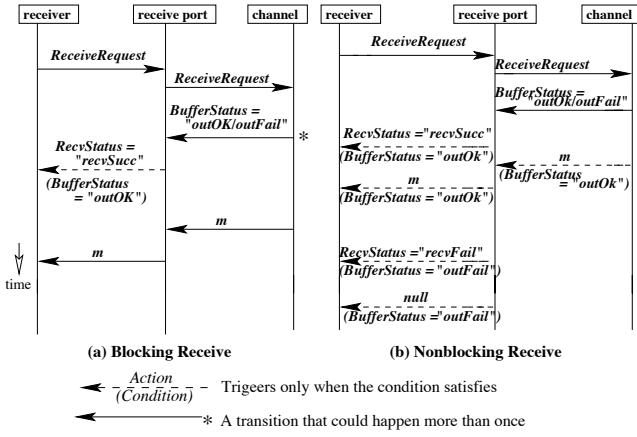 receiver receive port channel
ReceiveRequest
ReceiveRequest
BufferStatus =
"outOK/outFail"
*
RecvStatus =
"recvSucc"
(BufferStatus
= "outOK")
m
m
time
(a) Blocking Receive
receiver receive port channel
ReceiveRequest
ReceiveRequest
BufferStatus =
"outOk/outFail"
RecvStatus ="recvSucc"
(BufferStatus = "outOk")
m
(BufferStatus
= "outOk")
m
(BufferStatus = "outOk")
RecvStatus ="recvFail"
(BufferStatus = "outFail")
null
(BufferStatus ="outFail")
(b) Nonblocking Receive
Action
(Condition)
Trigeers only when the condition satisfies
* A transition that could happen more than once